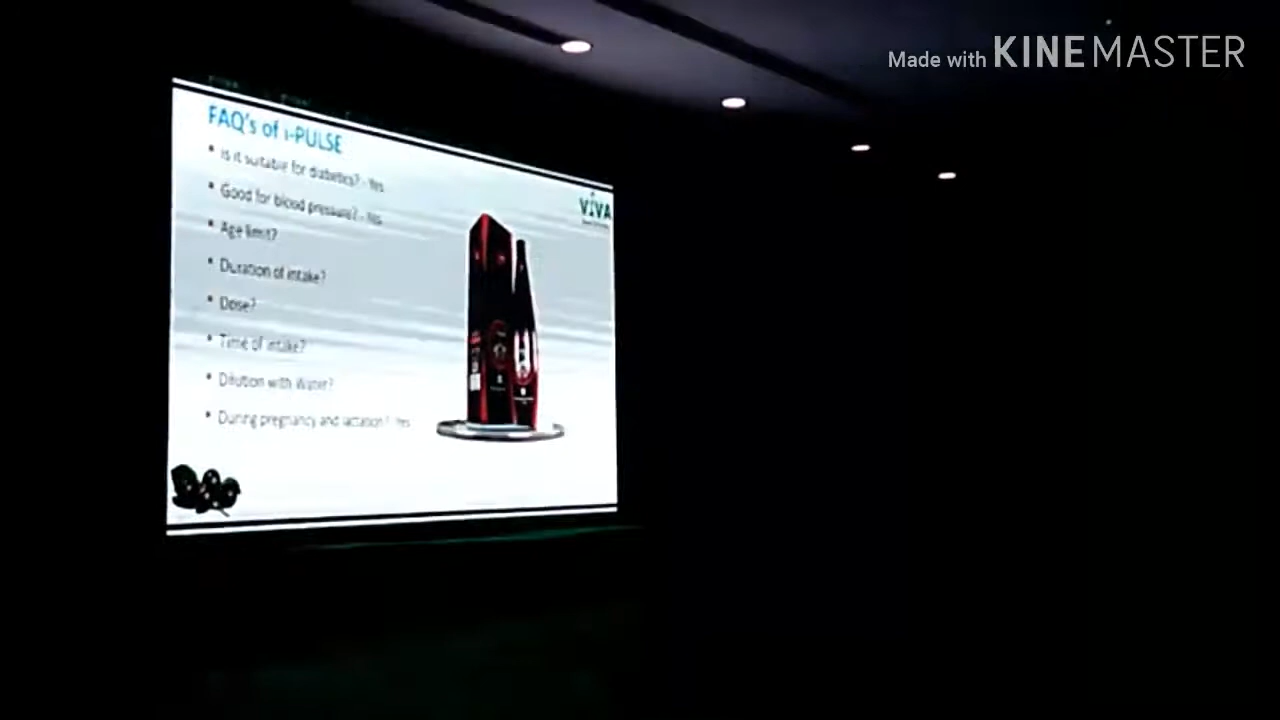 Made with KINEMASTER
FAQ's of i-PULSE
• Is it suitable for diabetics? - Yes
• Good for blood pressure? - Yes
• Age limit?
• Duration of intake?
• Dose?
• Time of intake?
• Dilution with Water?
• During pregnancy and lactation? Yes
VIVA